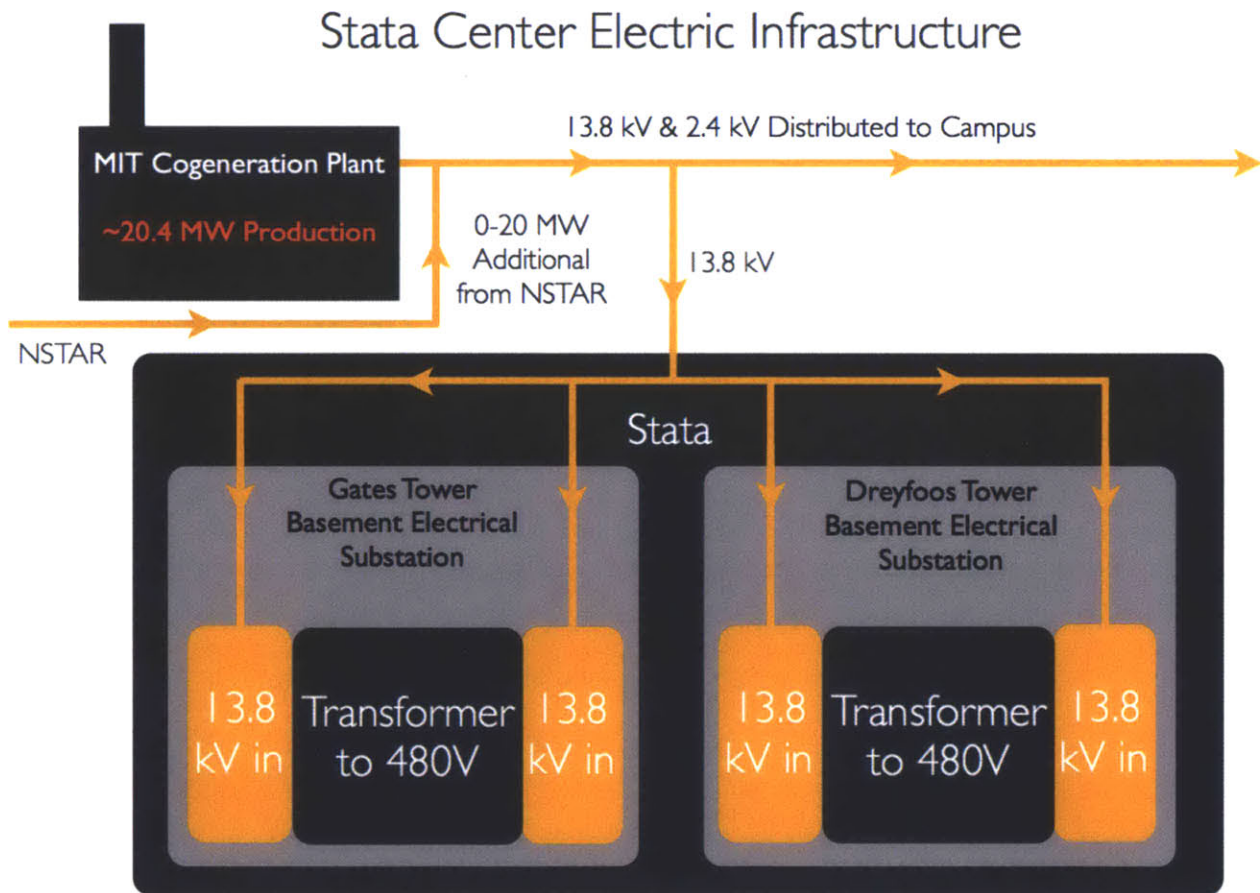 Stata Center Electric Infrastructure
13.8 kV & 2.4 kV Distributed to Campus
MIT Cogeneration Plant
~20.4 MW Production
0-20 MW
Additional
from NSTAR
13.8 kV
NSTAR
Stata
Gates Tower
Basement Electrical
Substation
Dreyfoos Tower
Basement Electrical
Substation
13.8
kV in
Transformer
to 480V
13.8
kV in
13.8
kV in
Transformer
to 480V
13.8
kV in